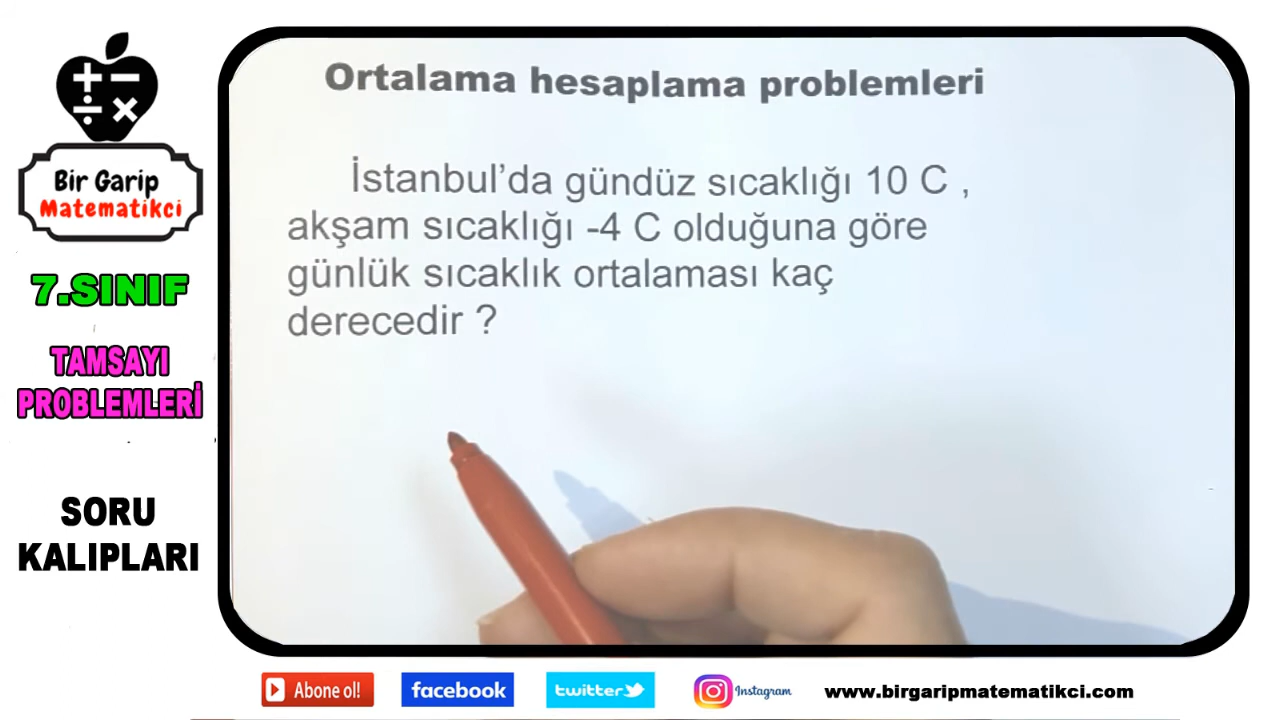 Ortalama hesaplama problemleri
İstanbul'da gündüz sıcaklığı 10 C ,
akşam sıcaklığı -4 C olduğuna göre
günlük sıcaklık ortalaması kaç
derecedir ?
Bir Garip
Matematikci
7.SINIF
TAMSAYI
PROBLEMLERİ
SORU
KALIPLARI
Abone ol!
facebook
twitter
Instagram
www.birgaripmatematikci.com